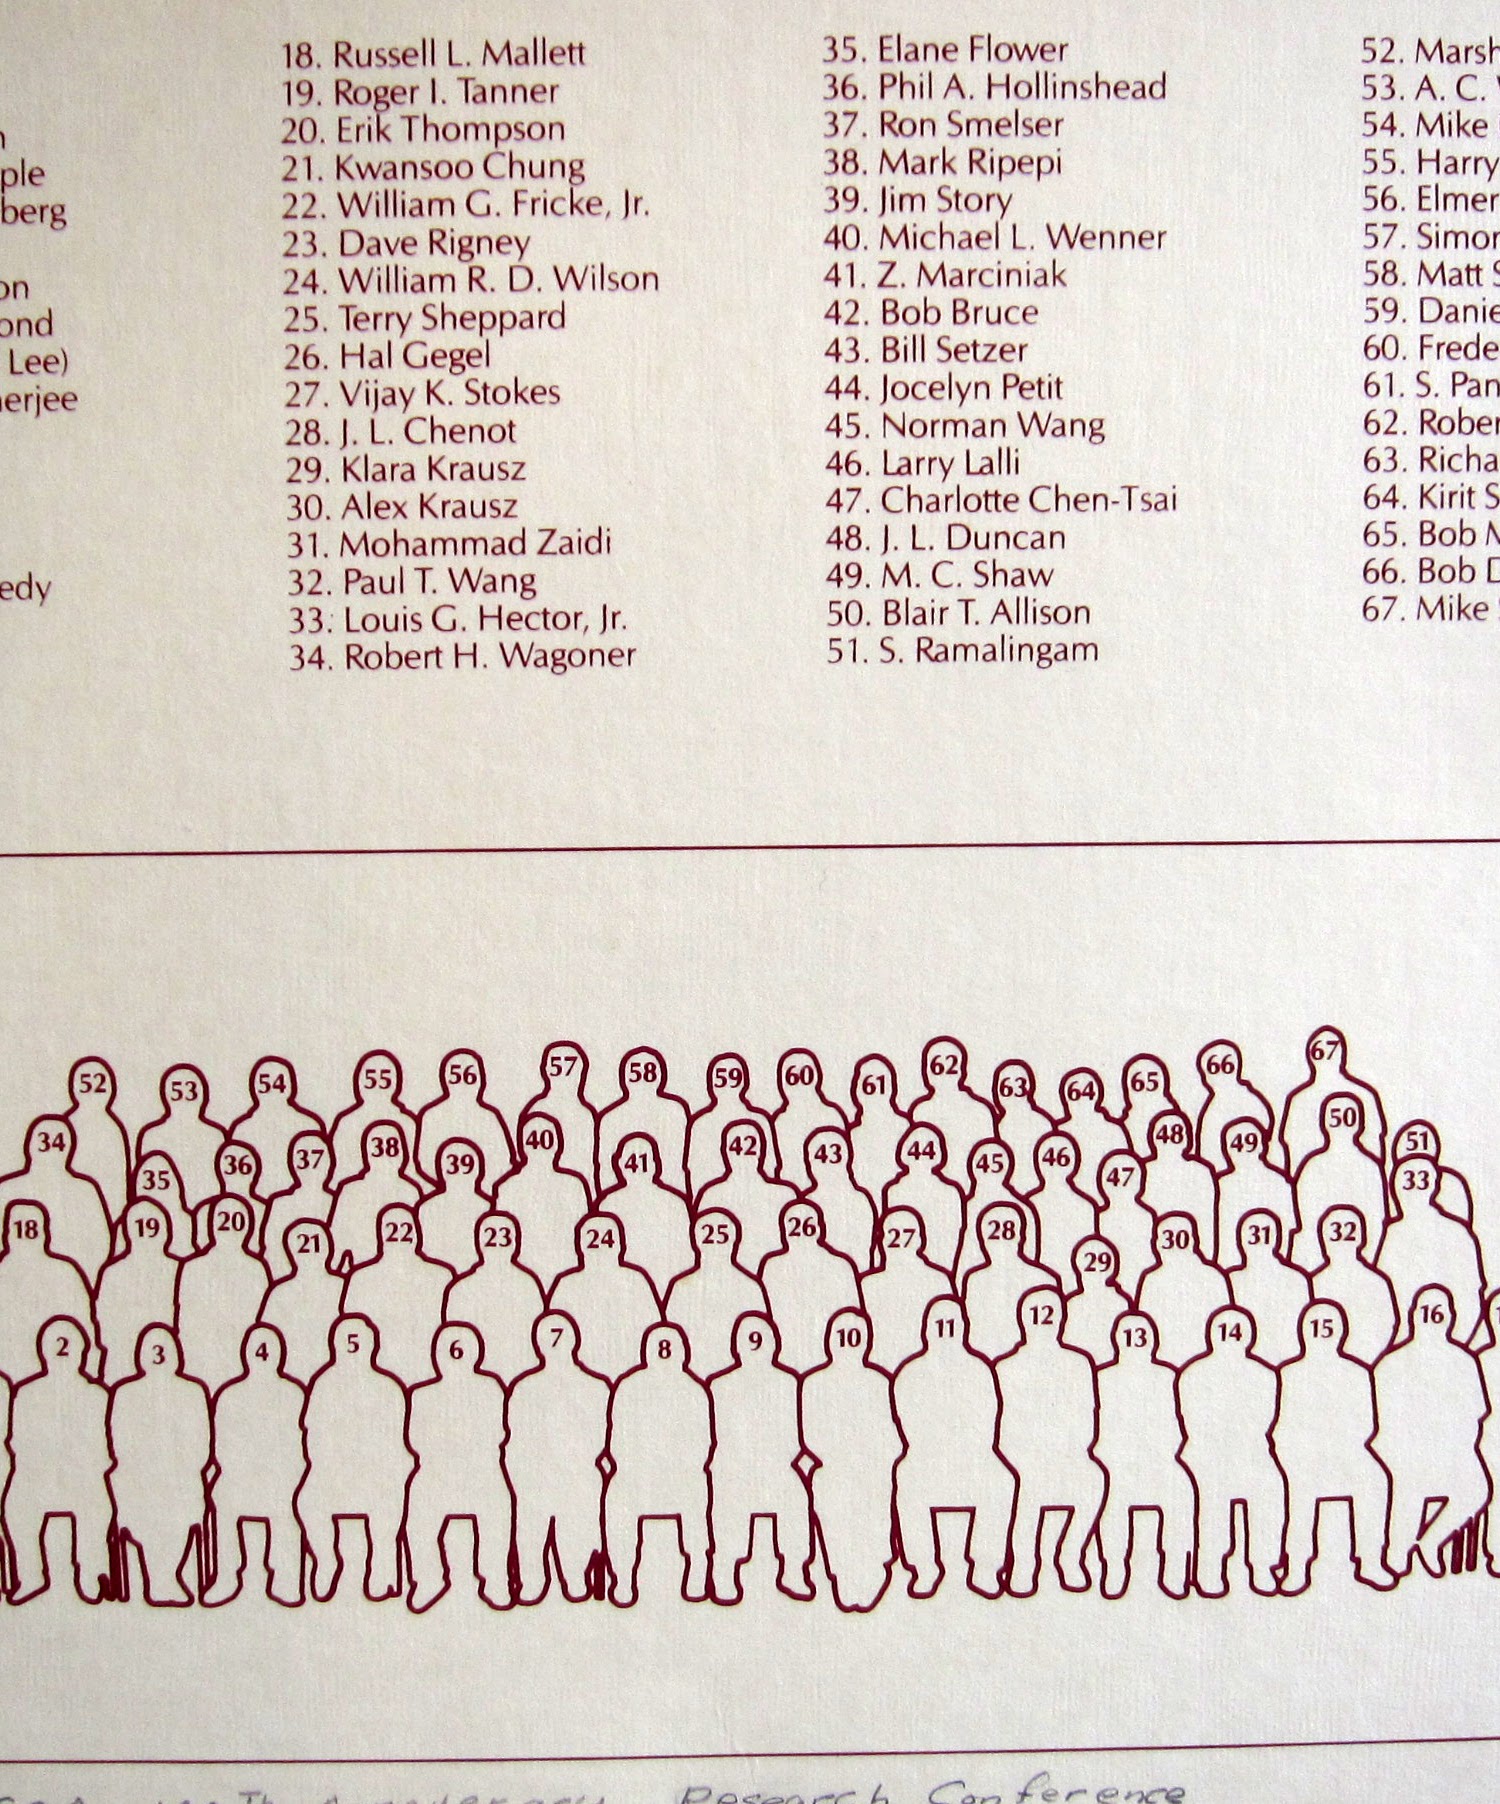 ple
berg
on
ond
Lee)
nerjee
edy
18. Russell L. Mallett
19. Roger I. Tanner
20. Erik Thompson
21. Kwansoo Chung
22. William G. Fricke, Jr.
23. Dave Rigney
24. William R. D. Wilson
25. Terry Sheppard
26. Hal Gegel
27. Vijay K. Stokes
28. J. L. Chenot
29. Klara Krausz
30. Alex Krausz
31. Mohammad Zaidi
32. Paul T. Wang
33. Louis G. Hector, Jr.
34. Robert H. Wagoner
35. Elane Flower
36. Phil A. Hollinshead
37. Ron Smelser
38. Mark Ripepi
39. Jim Story
40. Michael L. Wenner
41. Z. Marciniak
42. Bob Bruce
43. Bill Setzer
44. Jocelyn Petit
45. Norman Wang
46. Larry Lalli
47. Charlotte Chen-Tsai
48. J. L. Duncan
49. M. C. Shaw
50. Blair T. Allison
51. S. Ramalingam
52. Marsh
53. A. C.
54. Mike
55. Harry
56. Elmer
57. Simon
58. Matt S
59. Danie
60. Frede
61. S. Pan
62. Rober
63. Richa
64. Kirit S
65. Bob M
66. Bob D
67. Mike
52 53 54 55 56 57 58 59 60 61 62 63 64 65 66 67
34 35 36 37 38 39 40 41 42 43 44 45 46 47 48 49 50 51
18 19 20 21 22 23 24 25 26 27 28 29 30 31 32 33
2 3 4 5 6 7 8 9 10 11 12 13 14 15 16
Research Conference